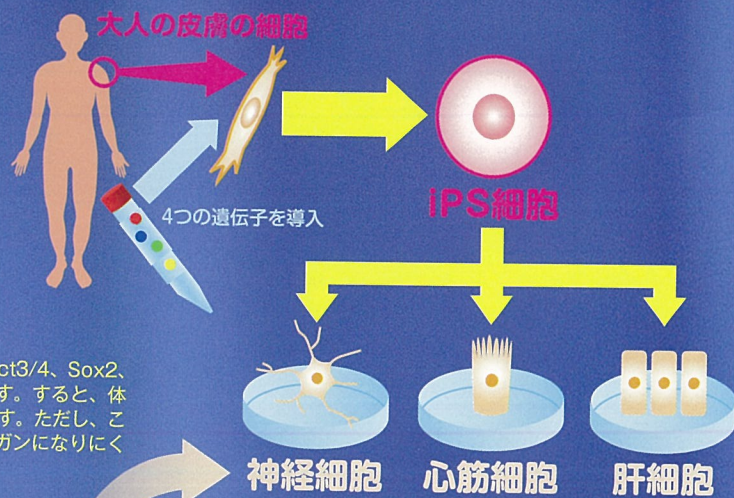 大人の皮膚の細胞
4つの遺伝子を導入
iPS細胞
ct3/4、Sox2、
す。すると、体
す。ただし、こ
ガンになりにく
神経細胞
心筋細胞
肝細胞